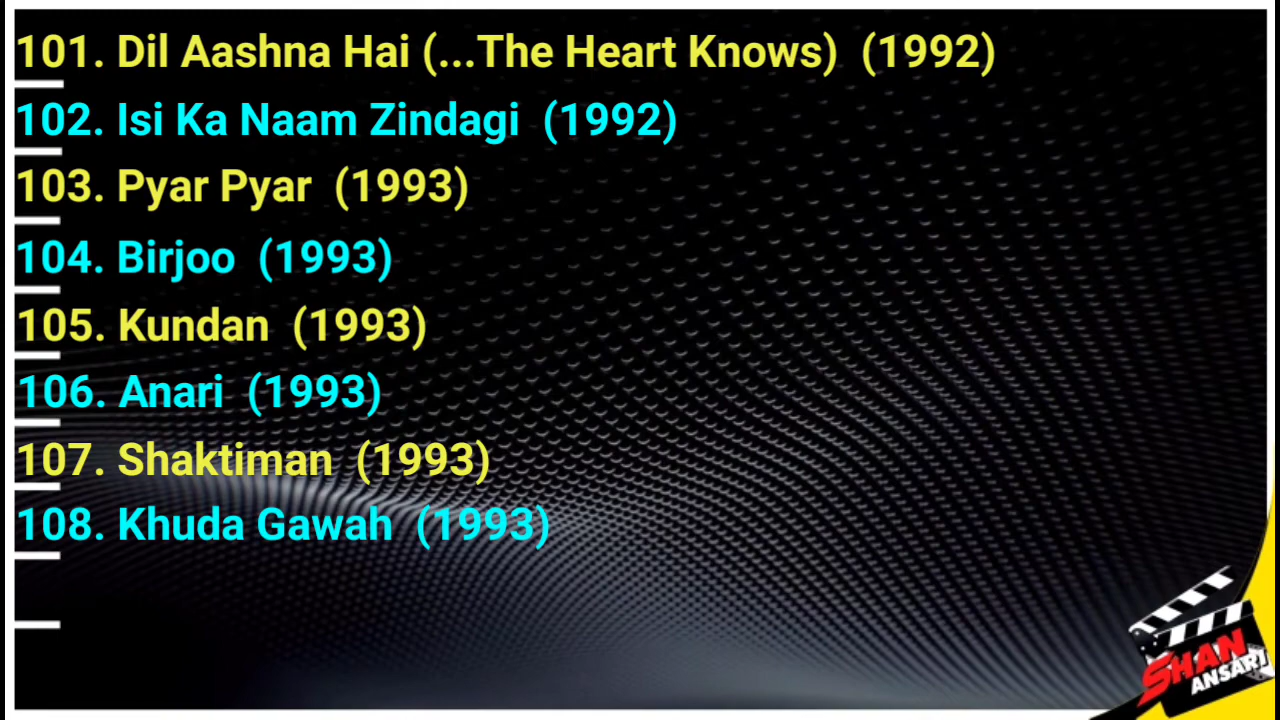 101. Dil Aashna Hai (...The Heart Knows) (1992)
102. Isi Ka Naam Zindagi (1992)
103. Pyar Pyar (1993)
104. Birjoo (1993)
105. Kundan (1993)
106. Anari (1993)
107. Shaktiman (1993)
108. Khuda Gawah (1993)
SHAN
ANSARI